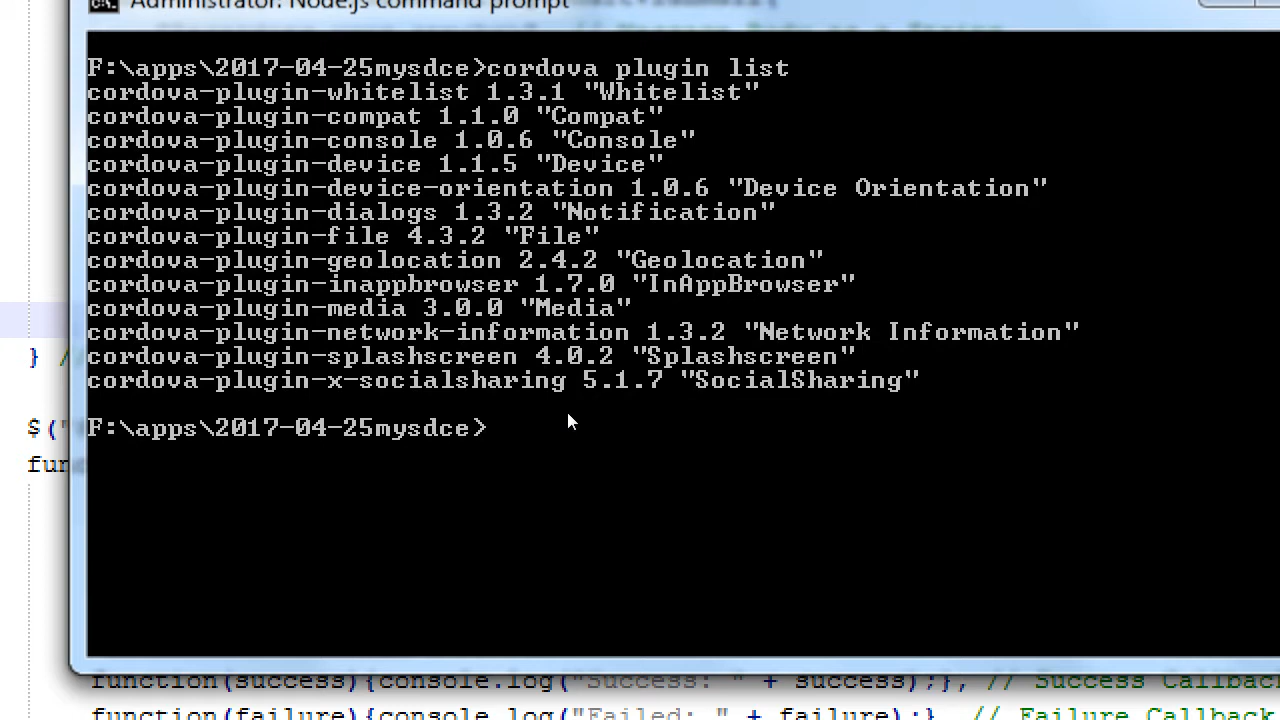 Administrator: Node.js command prompt
F:\apps\2017-04-25mysdce>cordova plugin list
cordova-plugin-whitelist 1.3.1 "Whitelist"
cordova-plugin-compat 1.1.0 "Compat"
cordova-plugin-console 1.0.6 "Console"
cordova-plugin-device 1.1.5 "Device"
cordova-plugin-device-orientation 1.0.6 "Device Orientation"
cordova-plugin-dialogs 1.3.2 "Notification"
cordova-plugin-file 4.3.2 "File"
cordova-plugin-geolocation 2.4.2 "Geolocation"
cordova-plugin-inappbrowser 1.7.0 "InAppBrowser"
cordova-plugin-media 3.0.0 "Media"
cordova-plugin-network-information 1.3.2 "Network Information"
cordova-plugin-splashscreen 4.0.2 "Splashscreen"
} /
cordova-plugin-x-socialsharing 5.1.7 "SocialSharing"
$("
F:\apps\2017-04-25mysdce>
fun
function(success){console.log("Success: " + success);}, // Success Callback
function(failure){console.log("Failed: " + failure);}, // Failure Callback